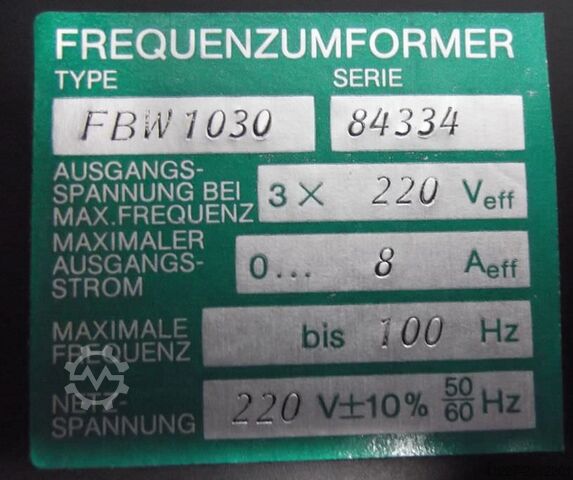 FREQUENZUMFORMER
TYPE SERIE
FBW1030 84334
AUSGANGS-
SPANNUNG BEI
MAX.FREQUENZ 3 X 220 Veff
MAXIMALER
AUSGANGS-
STROM 0... 8 Aeff
MAXIMALE
FREQUENZ bis 100 Hz
NETZ-
SPANNUNG 220 V±10% 50/60 Hz